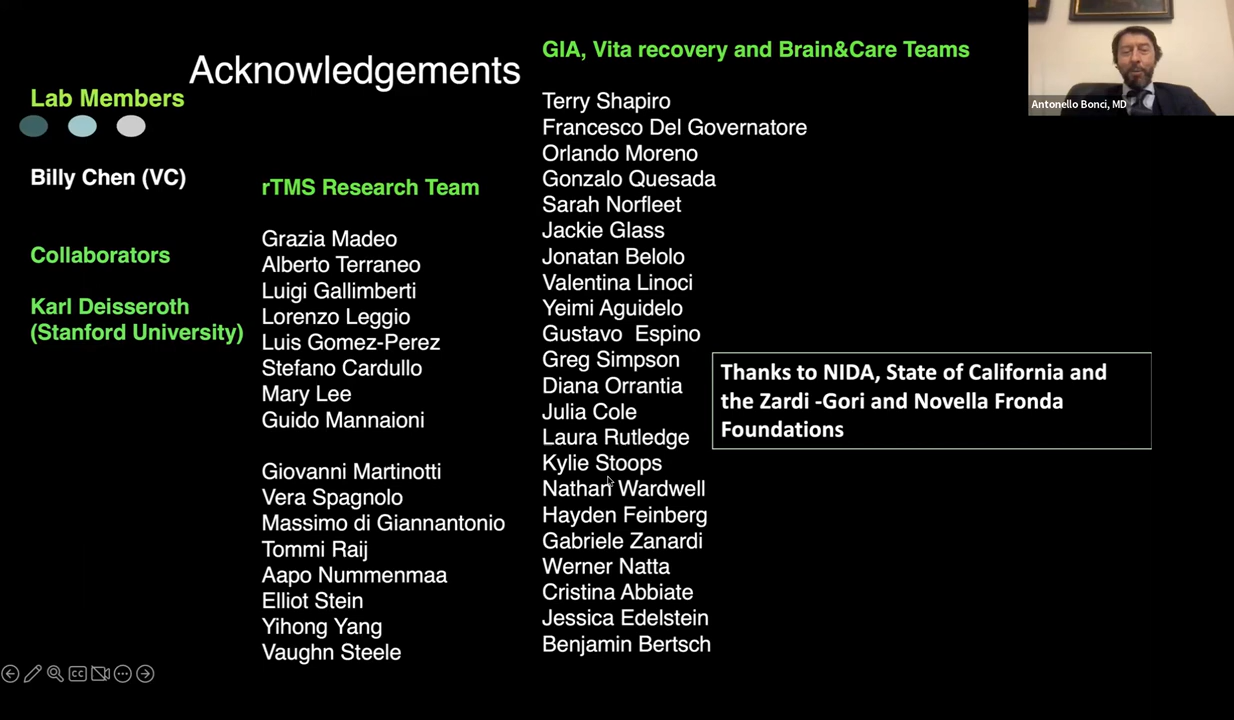 Acknowledgements
Lab Members
Billy Chen (VC)
Collaborators
Karl Deisseroth
(Stanford University)
rTMS Research Team
Grazia Madeo
Alberto Terraneo
Luigi Gallimberti
Lorenzo Leggio
Luis Gomez-Perez
Stefano Cardullo
Mary Lee
Guido Mannaioni
Giovanni Martinotti
Vera Spagnolo
Massimo di Giannantonio
Tommi Raij
Aapo Nummenmaa
Elliot Stein
Yihong Yang
Vaughn Steele
GIA, Vita recovery and Brain&Care Teams
Terry Shapiro
Francesco Del Governatore
Orlando Moreno
Gonzalo Quesada
Sarah Norfleet
Jackie Glass
Jonatan Belolo
Valentina Linoci
Yeimi Aguidelo
Gustavo  Espino
Greg Simpson
Diana Orrantia
Julia Cole
Laura Rutledge
Kylie Stoops
Nathan Wardwell
Hayden Feinberg
Gabriele Zanardi
Werner Natta
Cristina Abbiate
Jessica Edelstein
Benjamin Bertsch
Thanks to NIDA, State of California and
the Zardi -Gori and Novella Fronda
Foundations
Antonello Bonci, MD
CC